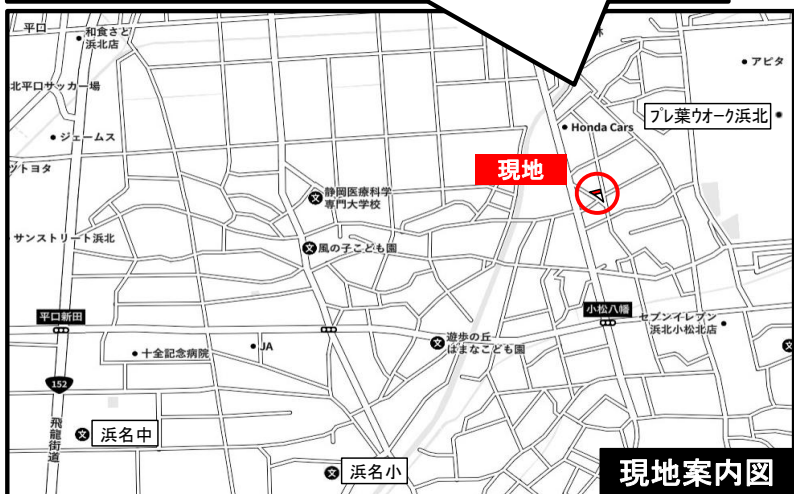 平口
和食さと
浜北店
林
アピタ
北平口サッカー場
プレ葉ウオーク浜北
Honda Cars
ジェームス
現地
ツトヨタ
静岡医療科学
専門大学校
サンストリート浜北
風の子こども園
平口新田
小松八幡
セブンイレブン
浜北小松北店
遊歩の丘
はまなこども園
JA
十全記念病院
152
飛龍街道
文 浜名中
文 浜名小
現地案内図